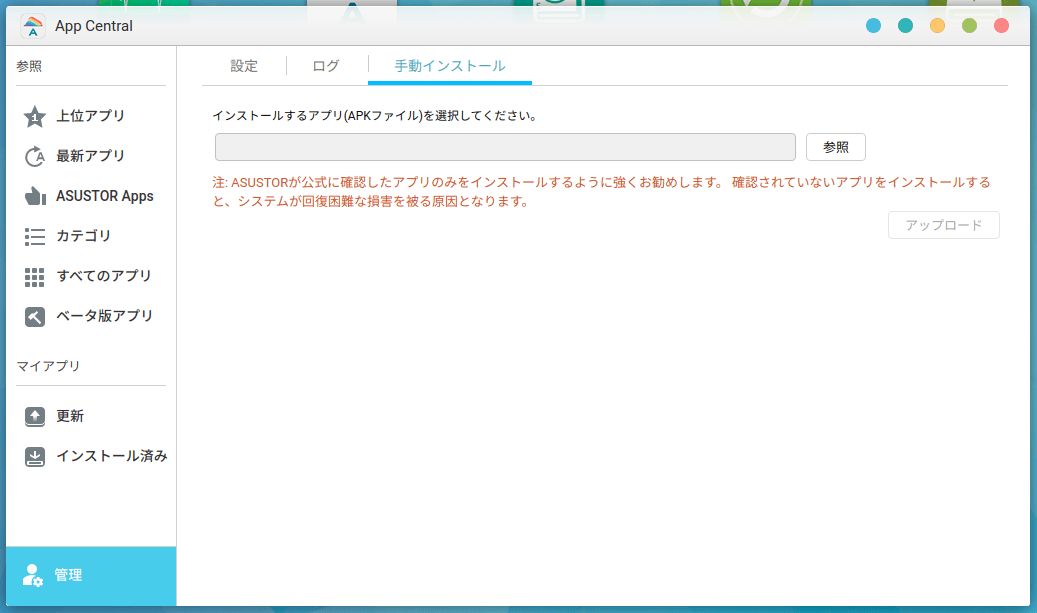 App Central
参照
上位アプリ
最新アプリ
ASUSTOR Apps
カテゴリ
すべてのアプリ
ベータ版アプリ
マイアプリ
更新
インストール済み
管理
設定
ログ
手動インストール
インストールするアプリ(APKファイル)を選択してください。
参照
注: ASUSTORが公式に確認したアプリのみをインストールするように強くお勧めします。 確認されていないアプリをインストールする
と、システムが回復困難な損害を被る原因となります。
アップロード